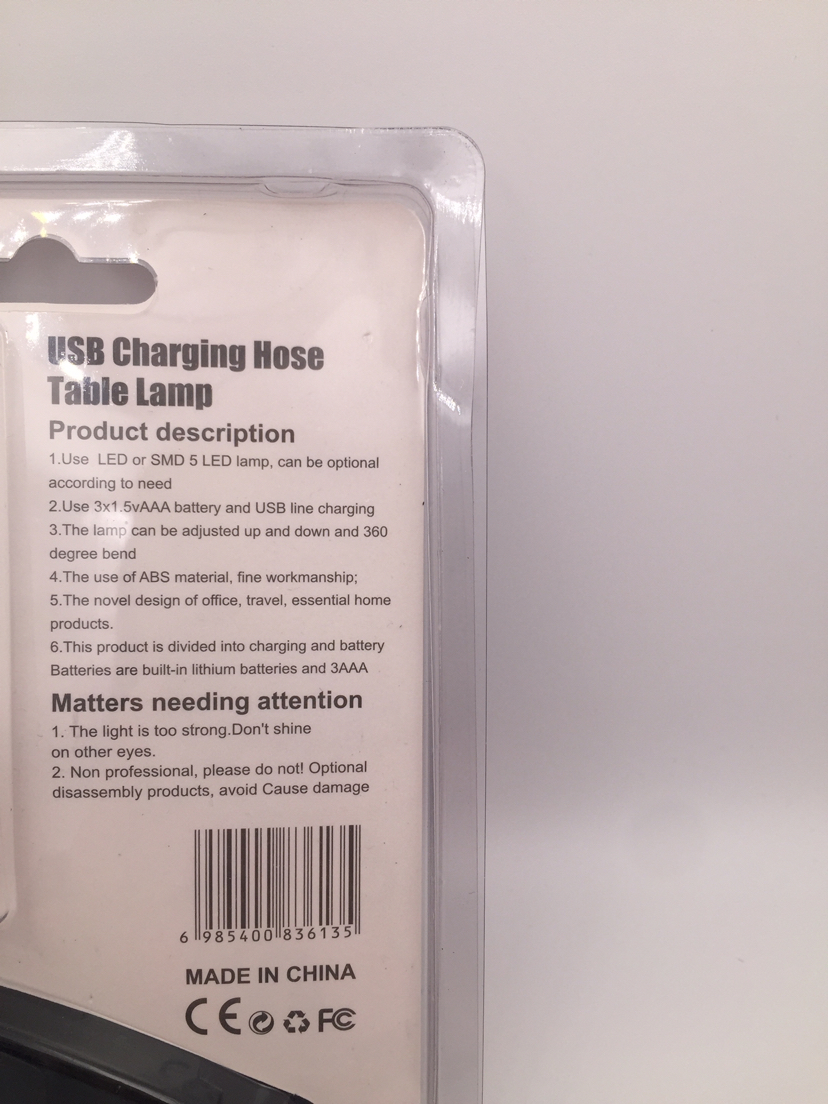 USB Charging Hose
Table Lamp
Product description
1.Use LED or SMD 5 LED lamp, can be optional
according to need
2.Use 3x1.5vAAA battery and USB line charging
3.The lamp can be adjusted up and down and 360
degree bend
4.The use of ABS material, fine workmanship;
5.The novel design of office, travel, essential home
products.
6.This product is divided into charging and battery
Batteries are built-in lithium batteries and 3AAA
Matters needing attention
1. The light is too strong.Don't shine
on other eyes.
2. Non professional, please do not! Optional
disassembly products, avoid Cause damage
6 985400 836135
MADE IN CHINA
CE FC